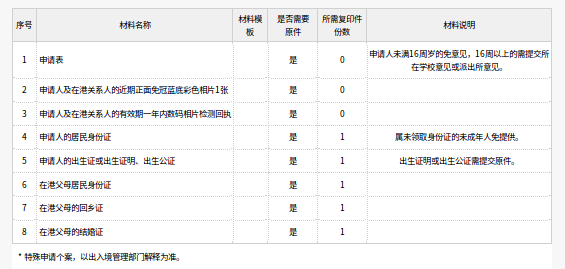 序号 材料名称 材料模板 是否需要原件 所需复印件份数 材料说明
1 申请表 是 0 申请人未满16周岁的免意见，16周以上的需提交所在学校意见或派出所意见。
2 申请人及在港关系人的近期正面免冠蓝底彩色相片1张 是 0
3 申请人及在港关系人的有效期一年内数码相片检测回执 是 0
4 申请人的居民身份证 是 1 属未领取身份证的未成年人免提供。
5 申请人的出生证或出生证明、出生公证 是 1 出生证明或出生公证需提交原件。
6 在港父母居民身份证 是 1
7 在港父母的回乡证 是 1
8 在港父母的结婚证 是 1
* 特殊申请个案，以出入境管理部门解释为准。